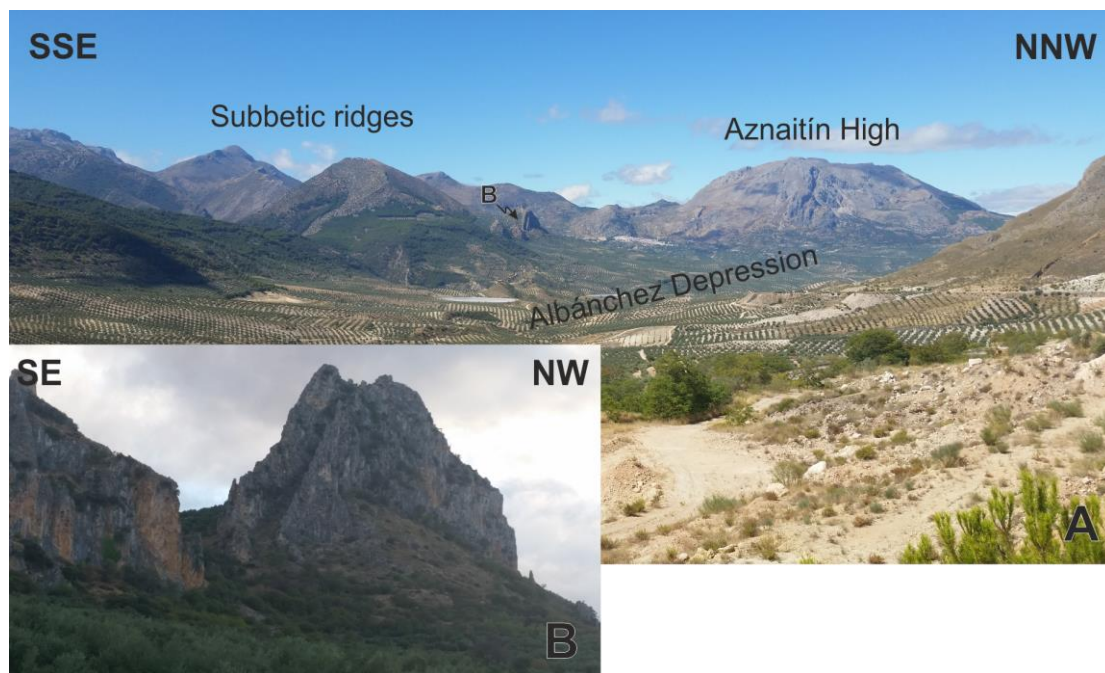 SSE
NNW
Subbetic ridges
Aznaitín High
B
Albánchez Depression
A
SE
NW
B